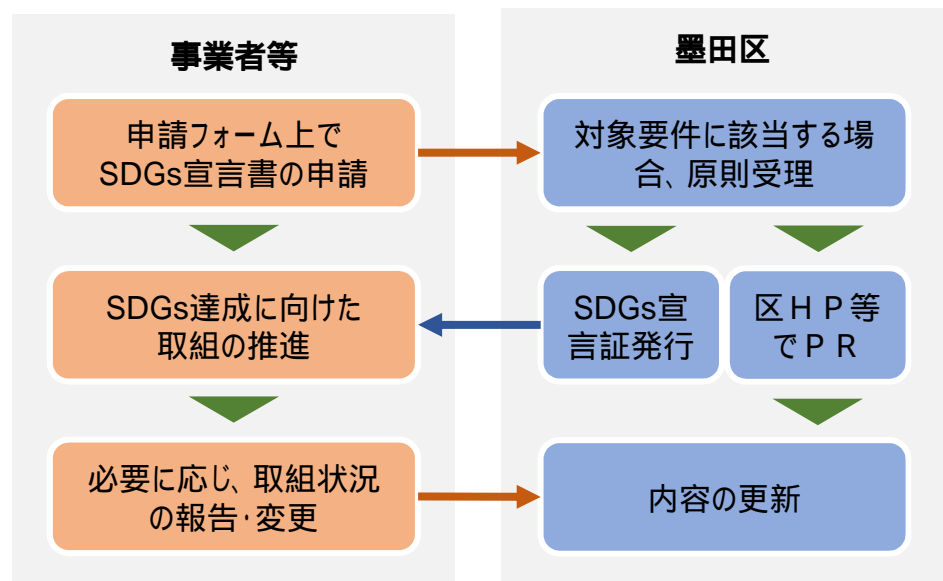 事業者等
申請フォーム上で
SDGs宣言書の申請
SDGs達成に向けた
取組の推進
必要に応じ、取組状況
の報告・変更
墨田区
対象要件に該当する場
合、原則受理
SDGs宣
言証発行
区ＨＰ等
でＰＲ
内容の更新